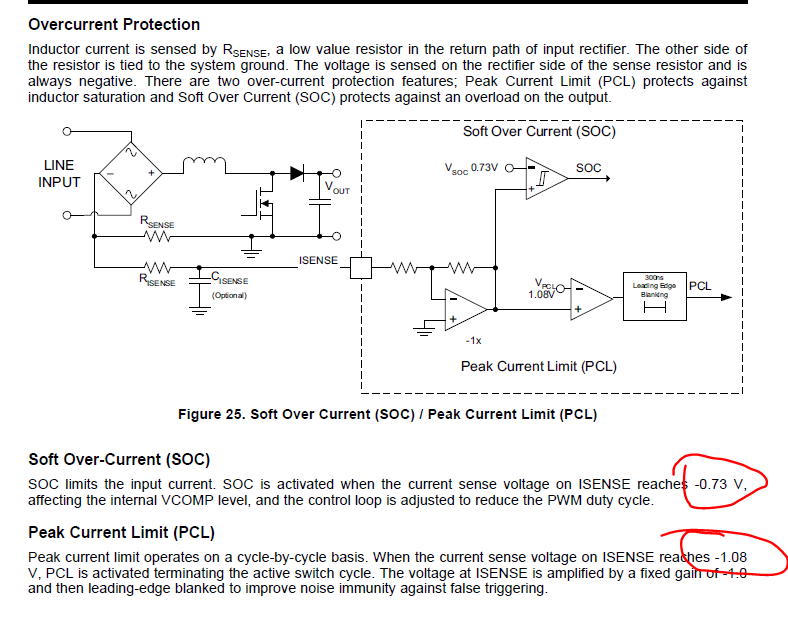 Overcurrent Protection
Inductor current is sensed by RSENSE, a low value resistor in the return path of input rectifier. The other side of
the resistor is tied to the system ground. The voltage is sensed on the rectifier side of the sense resistor and is
always negative. There are two over-current protection features; Peak Current Limit (PCL) protects against
inductor saturation and Soft Over Current (SOC) protects against an overload on the output.
Soft Over Current (SOC)
LINE
INPUT
+
-
VOUT
VSOC 0.73V
-
+
SOC
RSENSE
ISENSE
RISENSE
CISENSE
(Optional)
VPCL
1.08V
-
+
300ns
Leading Edge
Blanking
PCL
-
+
-1x
Peak Current Limit (PCL)
Figure 25. Soft Over Current (SOC) / Peak Current Limit (PCL)
Soft Over-Current (SOC)
SOC limits the input current. SOC is activated when the current sense voltage on ISENSE reaches -0.73 V,
affecting the internal VCOMP level, and the control loop is adjusted to reduce the PWM duty cycle.
Peak Current Limit (PCL)
Peak current limit operates on a cycle-by-cycle basis. When the current sense voltage on ISENSE reaches -1.08
V, PCL is activated terminating the active switch cycle. The voltage at ISENSE is amplified by a fixed gain of -1.0
and then leading-edge blanked to improve noise immunity against false triggering.